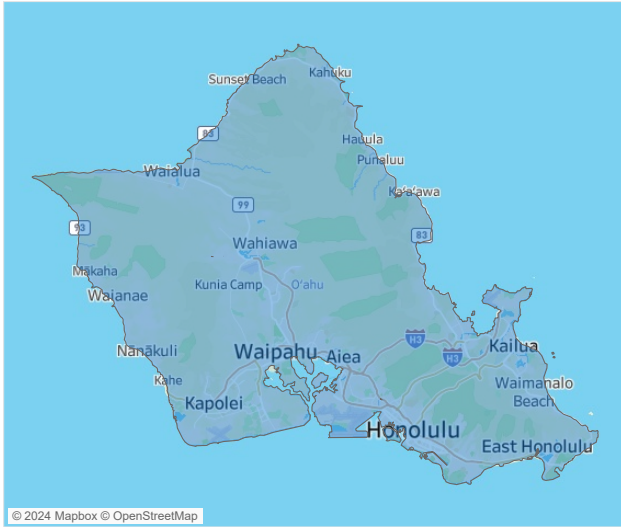 Kahuku
Sunset Beach
83
Hauula
Punaluu
Waialua
Ka'a'awa
99
93
83
Wahiawa
Mākaha
Kunia Camp
O'ahu
Waianae
H3
Kailua
Nānākuli
Waipahu
Aiea
H3
Kahe
Waimanalo
Beach
Kapolei
Honolulu
East Honolulu
© 2024 Mapbox © OpenStreetMap